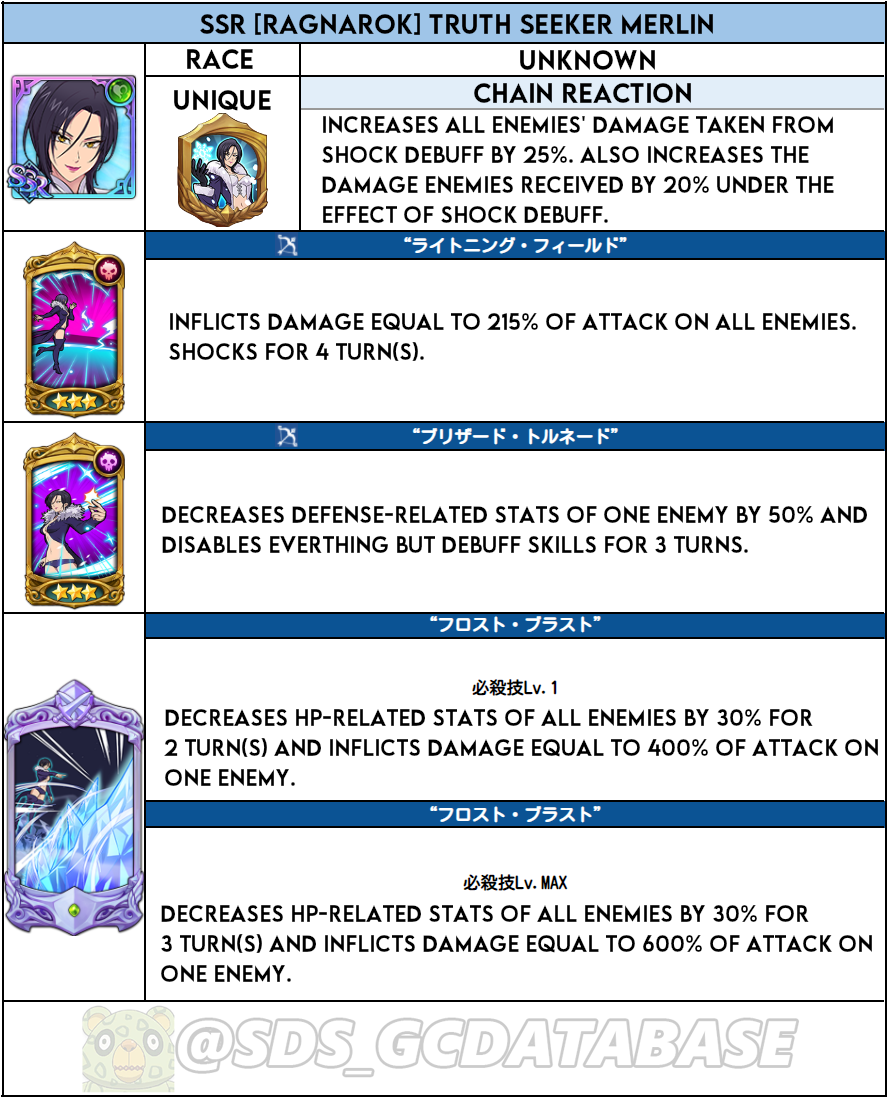 SSR [RAGNAROK] TRUTH SEEKER MERLIN
RACE
UNKNOWN
UNIQUE
CHAIN REACTION
INCREASES ALL ENEMIES' DAMAGE TAKEN FROM
SHOCK DEBUFF BY 25%. ALSO INCREASES THE
DAMAGE ENEMIES RECEIVED BY 20% UNDER THE
EFFECT OF SHOCK DEBUFF.
SSR
“ライトニング・フィールド”
INFLICTS DAMAGE EQUAL TO 215% OF ATTACK ON ALL ENEMIES.
SHOCKS FOR 4 TURN(S).
“ブリザード・トルネード”
DECREASES DEFENSE-RELATED STATS OF ONE ENEMY BY 50% AND
DISABLES EVERTHING BUT DEBUFF SKILLS FOR 3 TURNS.
“フロスト・ブラスト”
必殺技Lv.1
DECREASES HP-RELATED STATS OF ALL ENEMIES BY 30% FOR
2 TURN(S) AND INFLICTS DAMAGE EQUAL TO 400% OF ATTACK ON
ONE ENEMY.
“フロスト・ブラスト”
必殺技Lv.MAX
DECREASES HP-RELATED STATS OF ALL ENEMIES BY 30% FOR
3 TURN(S) AND INFLICTS DAMAGE EQUAL TO 600% OF ATTACK ON
ONE ENEMY.
@SDS_GCDATABASE